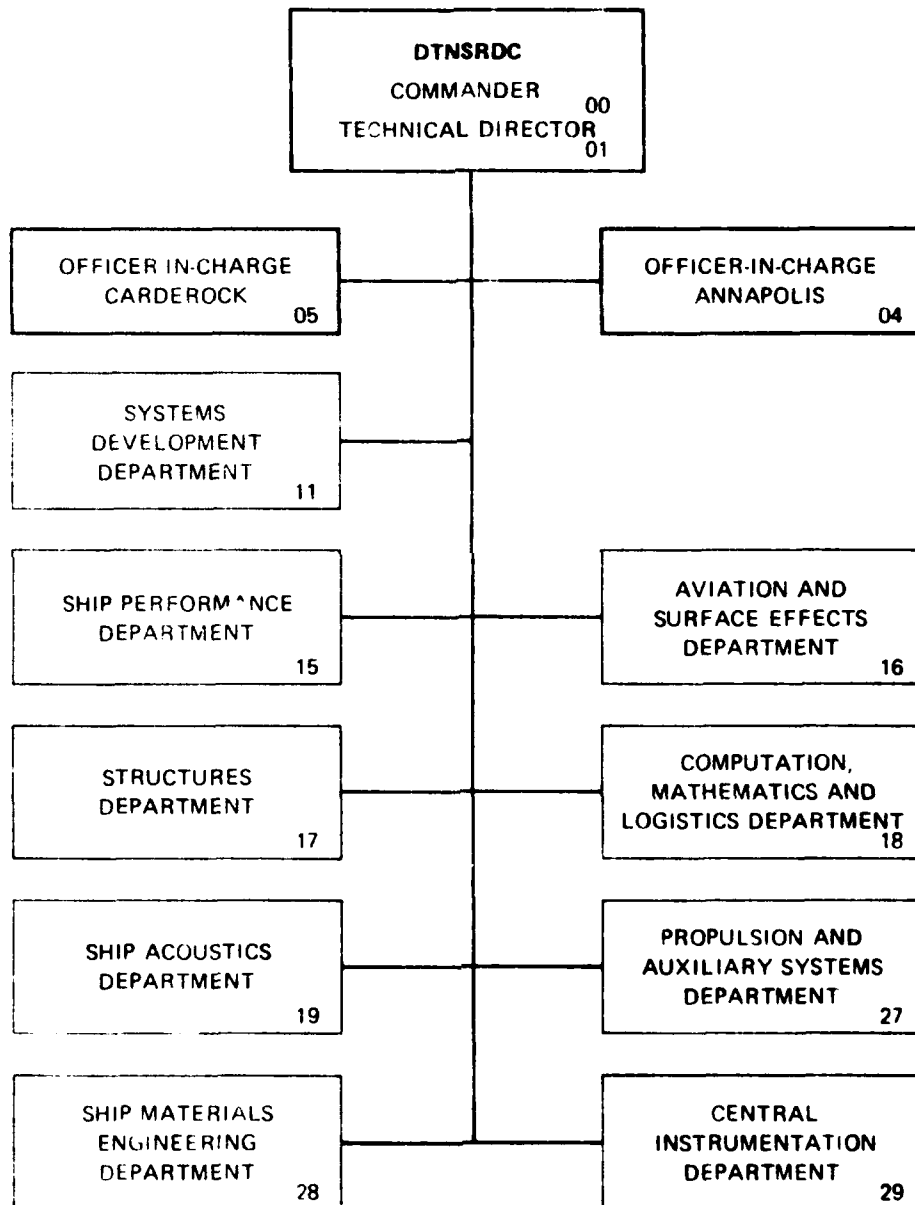 DTNSRDC
COMMANDER 00
TECHNICAL DIRECTOR 01
OFFICER IN-CHARGE
CARDEROCK
05
OFFICER-IN-CHARGE
ANNAPOLIS
04
SYSTEMS
DEVELOPMENT
DEPARTMENT
11
SHIP PERFORMANCE
DEPARTMENT
15
AVIATION AND
SURFACE EFFECTS
DEPARTMENT
16
STRUCTURES
DEPARTMENT
17
COMPUTATION,
MATHEMATICS AND
LOGISTICS DEPARTMENT
18
SHIP ACOUSTICS
DEPARTMENT
19
PROPULSION AND
AUXILIARY SYSTEMS
DEPARTMENT
27
SHIP MATERIALS
ENGINEERING
DEPARTMENT
28
CENTRAL
INSTRUMENTATION
DEPARTMENT
29